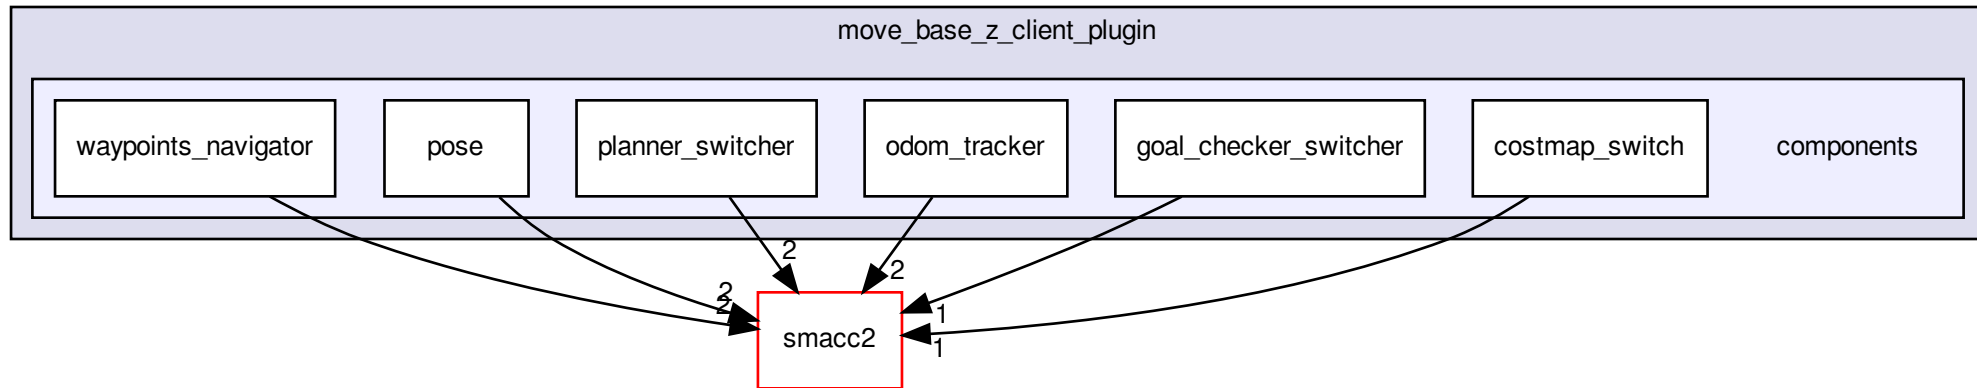 move_base_z_client_plugin
waypoints_navigator
pose
planner_switcher
odom_tracker
goal_checker_switcher
costmap_switch
components
2
2
2
2
1
1
smacc2